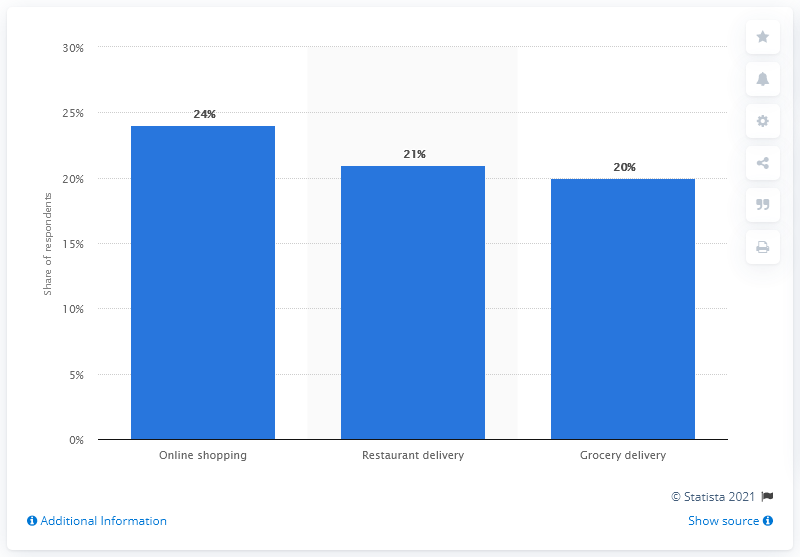 30%
25%
20%
15%
10%
5%
0%
Share of respondents
24%
21%
20%
Online shopping
Restaurant delivery
Grocery delivery
© Statista 2021
Additional Information
Show source